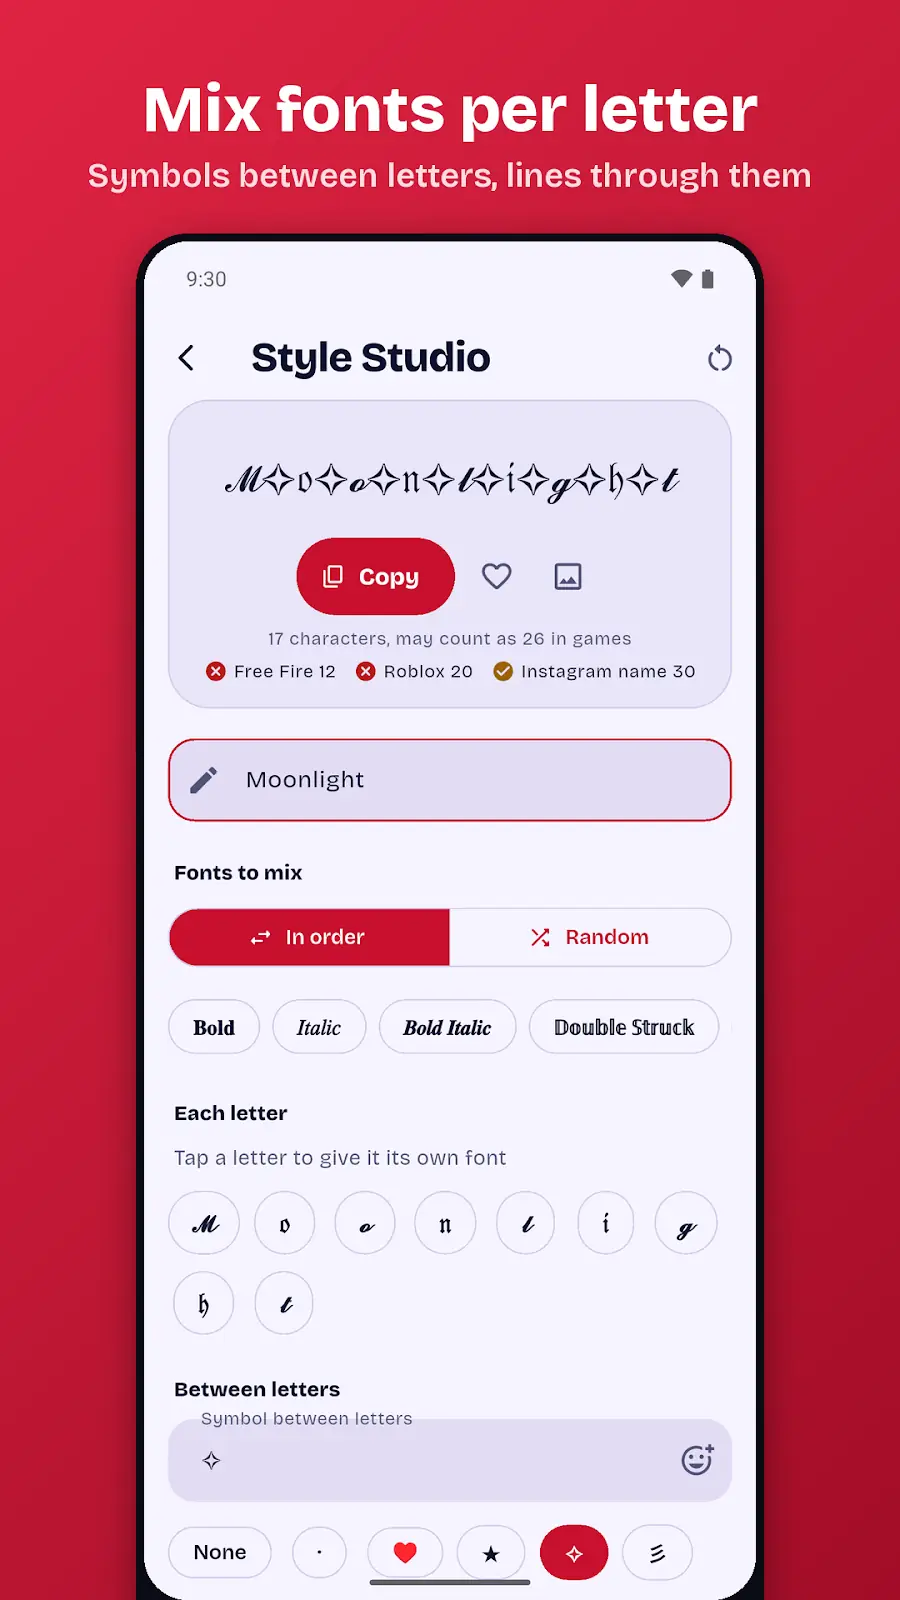 Mix fonts per letter
Symbols between letters, lines through them
9:30
Style Studio
𝓜✧𝔬✧𝓸✧𝔫✧𝓵✧𝔦✧𝓰✧𝔥✧𝓽
Copy
17 characters, may count as 26 in games
Free Fire 12 Roblox 20 Instagram name 30
Moonlight
Fonts to mix
In order Random
𝐁𝐨𝐥𝐝 𝐼𝑡𝑎𝑙𝑖𝑐 𝑩𝒐𝒍𝒅 𝑰𝒕𝒂𝒍𝒊𝒄 𝔻𝕠𝕦𝕓𝕝𝕖 𝕊𝕥𝕣𝕦𝕔𝕜
Each letter
Tap a letter to give it its own font
𝓜 𝔬 𝓸 𝔫 𝓵 𝔦 𝓰
𝔥 𝓽
Between letters
Symbol between letters
✧
None · ♥ ★ ✧ 彡